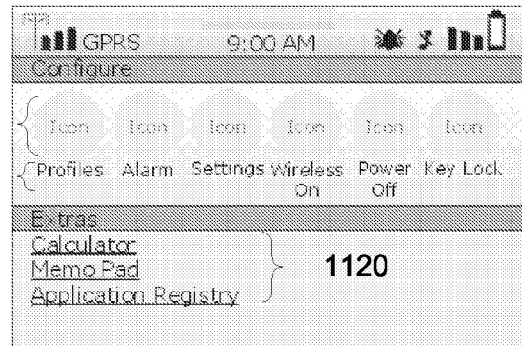 GPRS 9:00 AM
Configure
Icon Icon Icon Icon Icon Icon
Profiles Alarm Settings Wireless On Power Off Key Lock
Extras
Calculator
Memo Pad
Application Registry
1120